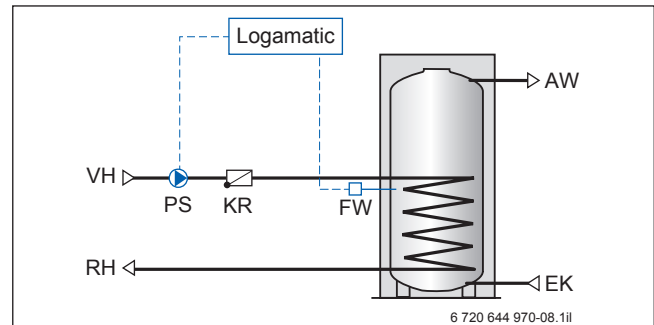 Logamatic
AW
VH
PS
KR
FW
RH
EK
6 720 644 970-08.1il